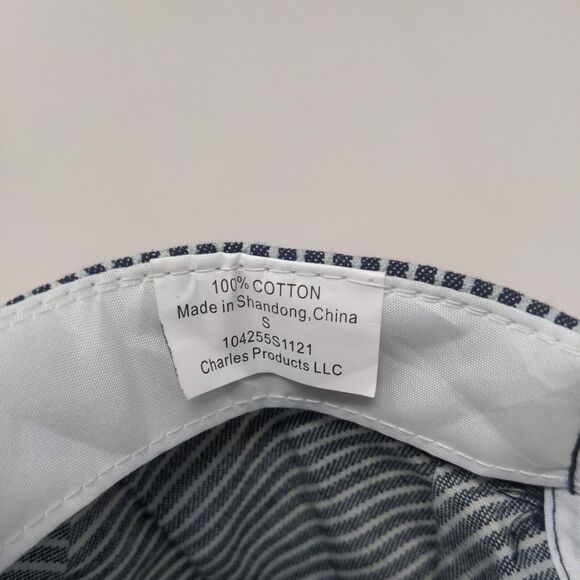 100% COTTON
Made in Shandong,China
S
104255S1121
Charles Products LLC